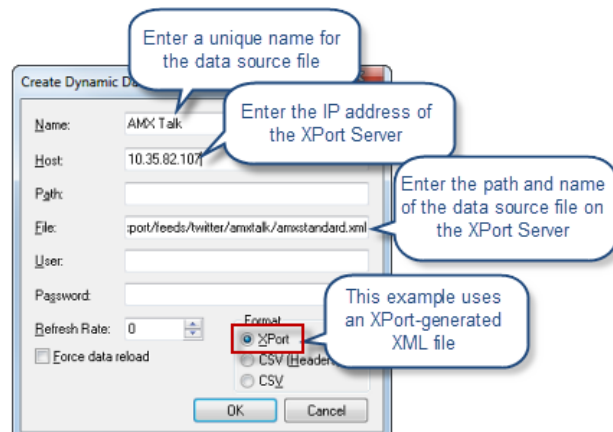 Enter a unique name for
the data source file
Create Dynamic Da
Name: AMX Talk
Enter the IP address of
the XPort Server
Host: 10.35.82.107
Path:
Enter the path and name
of the data source file on
the XPort Server
File: :port/feeds/twitter/amxtalk/amxstandard.xml
User:
Password:
This example uses
an XPort-generated
XML file
Refresh Rate: 0
Format
XPort
Force data reload
CSV (Headers
CSV
OK Cancel